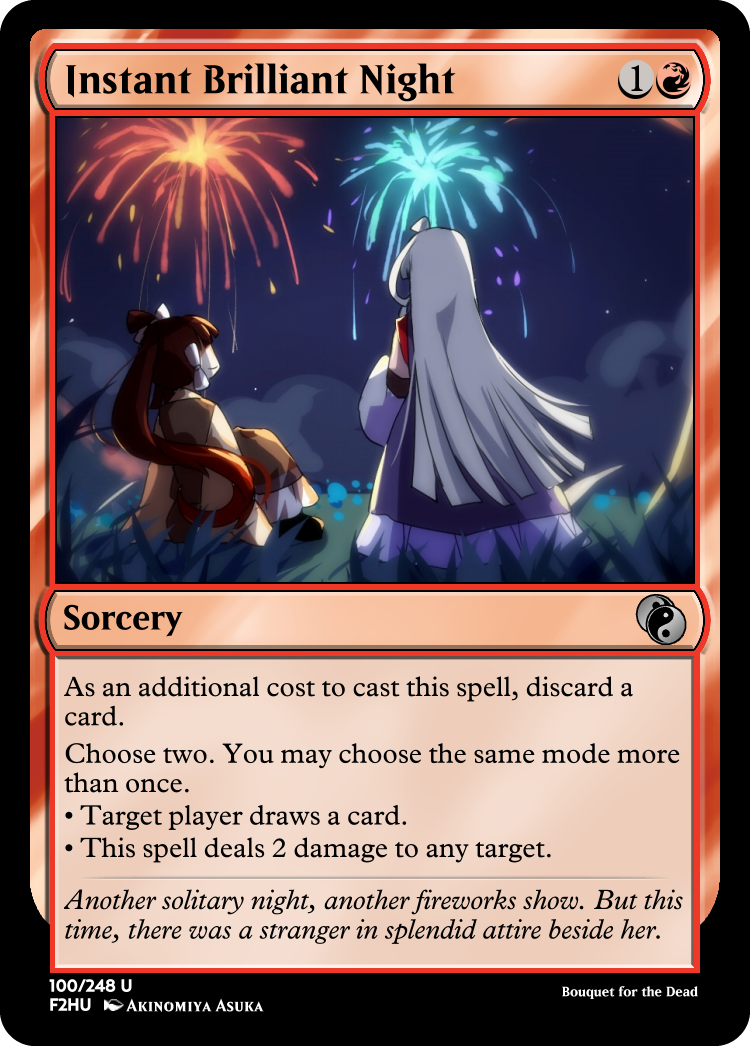 Instant Brilliant Night
1
Sorcery
As an additional cost to cast this spell, discard a
card.
Choose two. You may choose the same mode more
than once.
• Target player draws a card.
• This spell deals 2 damage to any target.
Another solitary night, another fireworks show. But this
time, there was a stranger in splendid attire beside her.
100/248 U
F2HU Akinomiya Asuka
Bouquet for the Dead